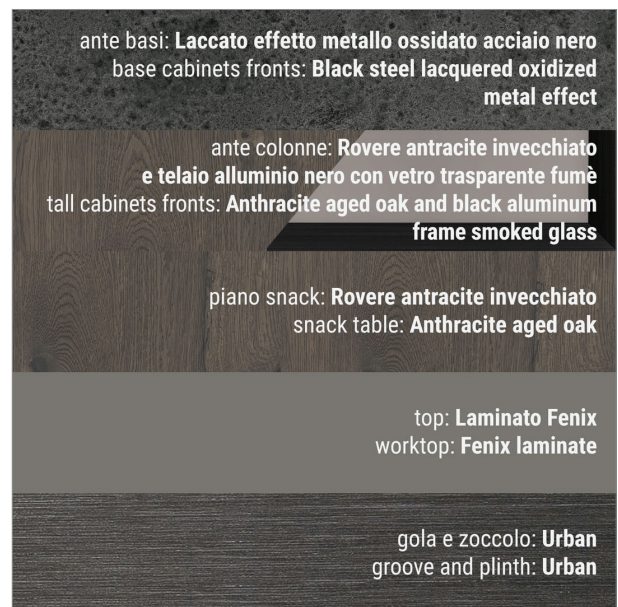 ante basi: Laccato effetto metallo ossidato acciaio nero
base cabinets fronts: Black steel lacquered oxidized
metal effect
ante colonne: Rovere antracite invecchiato
e telaio alluminio nero con vetro trasparente fumè
tall cabinets fronts: Anthracite aged oak and black aluminum
frame smoked glass
piano snack: Rovere antracite invecchiato
snack table: Anthracite aged oak
top: Laminato Fenix
worktop: Fenix laminate
gola e zoccolo: Urban
groove and plinth: Urban